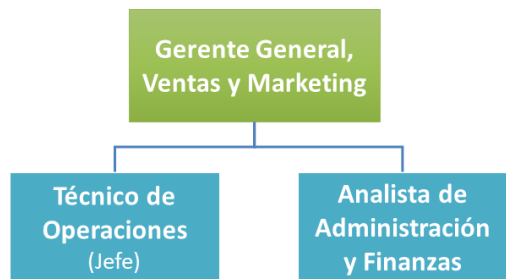 Gerente General,
Ventas y Marketing
Técnico de
Operaciones
(Jefe)
Analista de
Administración
y Finanzas